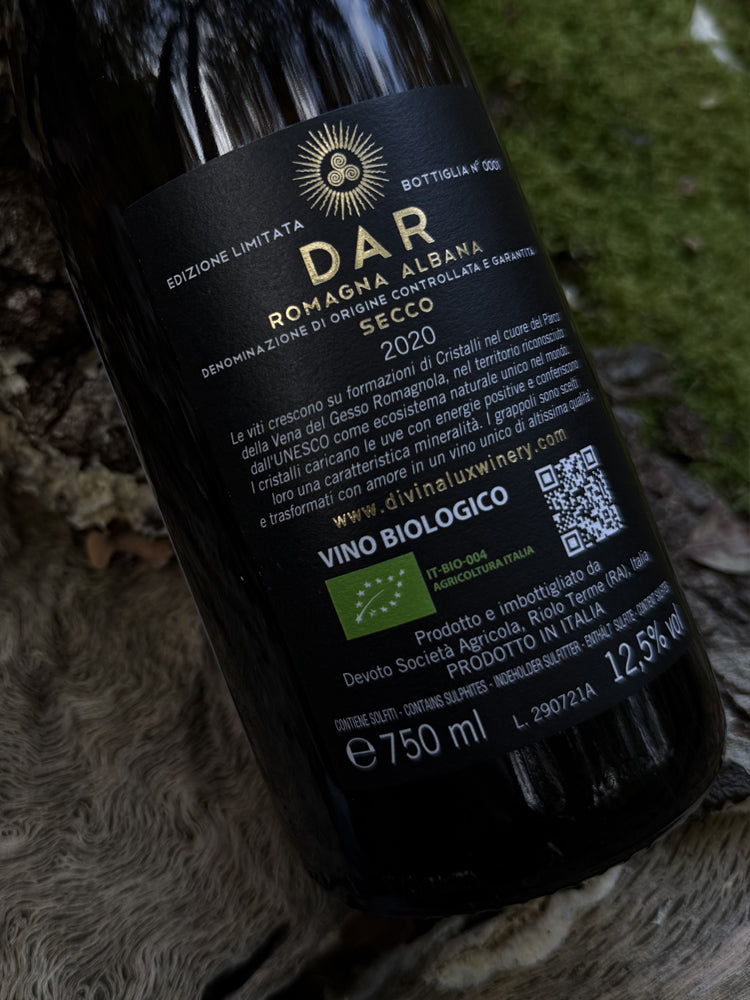 EDIZIONE LIMITATA
BOTTIGLIA N° 0001
DAR
ROMAGNA ALBANA
DENOMINAZIONE DI ORIGINE CONTROLLATA E GARANTITA
SECCO
2020
Le viti crescono su formazioni di Cristalli nel cuore del Parco
della Vena del Gesso Romagnola, nel territorio riconosciuto
dall'UNESCO come ecosistema naturale unico nel mondo.
I cristalli caricano le uve con energie positive e conferiscono
loro una caratteristica mineralità. I grappoli sono scelti
e trasformati con amore in un vino unico di altissima qualità.
www.divinaluxwinery.com
VINO BIOLOGICO
IT-BIO-004
AGRICOLTURA ITALIA
Prodotto e imbottigliato da
Devoto Società Agricola, Riolo Terme (RA), Italia
PRODOTTO IN ITALIA
CONTIENE SOLFITI - CONTAINS SULPHITES - INDEHOLDER SULFITTER - ENTHÄLT SULFITE - CONTIENT SULFITES
℮ 750 ml
L. 290721A
12,5% vol